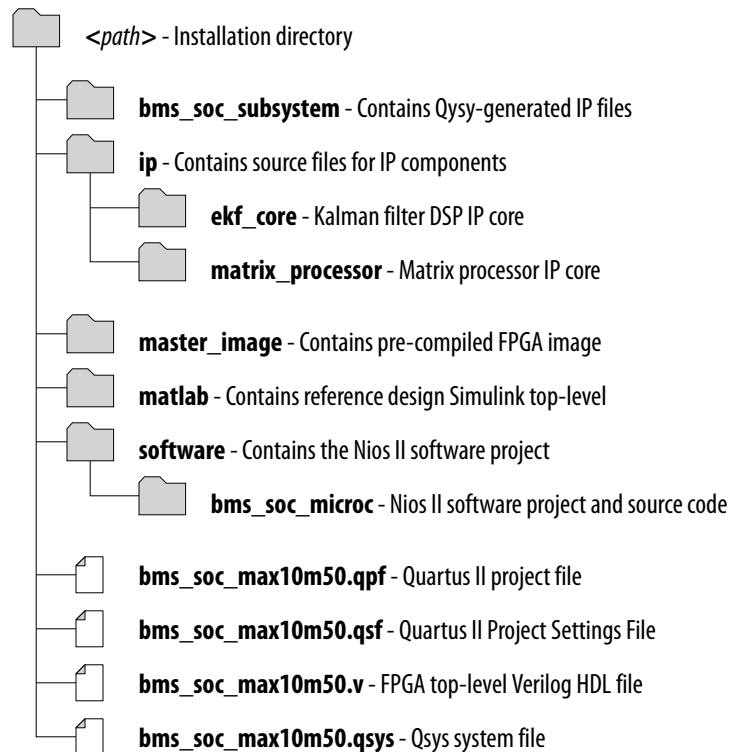 <path> - Installation directory
bms_soc_subsystem - Contains Qysy-generated IP files
ip - Contains source files for IP components
ekf_core - Kalman filter DSP IP core
matrix_processor - Matrix processor IP core
master_image - Contains pre-compiled FPGA image
matlab - Contains reference design Simulink top-level
software - Contains the Nios II software project
bms_soc_microc - Nios II software project and source code
bms_soc_max10m50.qpf - Quartus II project file
bms_soc_max10m50.qsf - Quartus II Project Settings File
bms_soc_max10m50.v - FPGA top-level Verilog HDL file
bms_soc_max10m50.qsys - Qsys system file